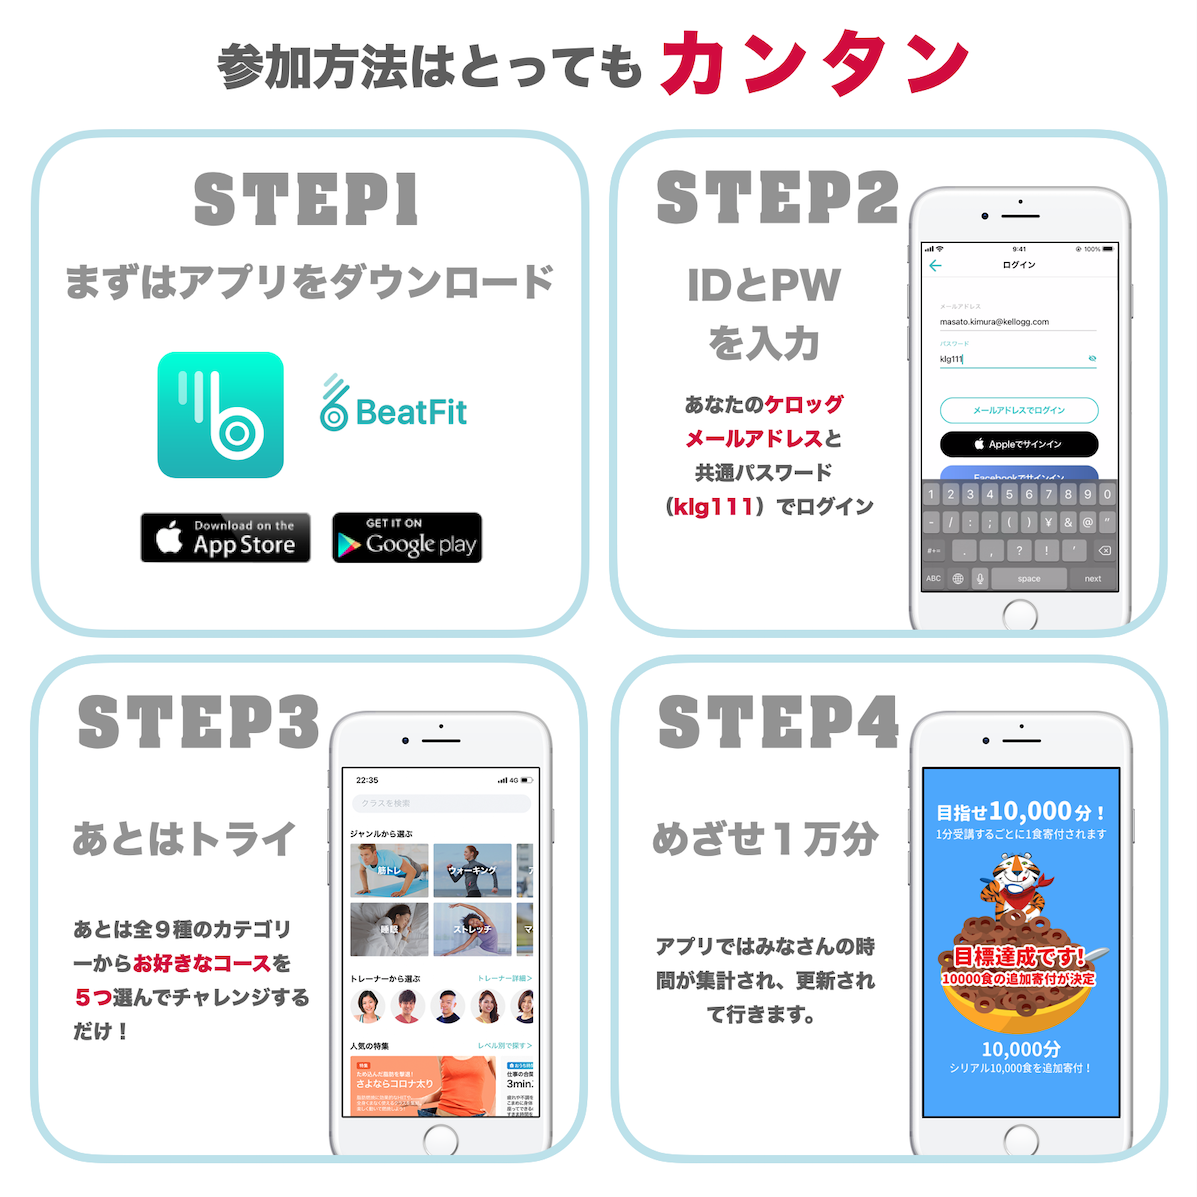 参加方法はとっても カンタン
STEP1
まずはアプリをダウンロード
BeatFit
Download on the
App Store
GET IT ON
Google play
STEP2
IDとPW
を入力
あなたのケロッグ
メールアドレスと
共通パスワード
（klg111）でログイン
9:41
100%
ログイン
メールアドレス
masato.kimura@kellogg.com
パスワード
klg111
メールアドレスでログイン
Appleでサインイン
Facebookでサインイン
1 2 3 4 5 6 7 8 9 0
- / : ; ( ) ¥ & @ "
#+= . , ? ! '
ABC space next
STEP3
あとはトライ
あとは全９種のカテゴリ
ーからお好きなコースを
５つ選んでチャレンジする
だけ！
22:35
4G
クラスを検索
ジャンルから選ぶ
筋トレ
ウォーキング
睡眠
ストレッチ
トレーナーから選ぶ
トレーナー詳細>
人気の特集
レベル別で探す>
特集
ため込んだ脂肪を撃退！
さよならコロナ太り
仕事の合間
3min.
STEP4
めざせ１万分
アプリではみなさんの時
間が集計され、更新され
て行きます。
目指せ10,000分！
1分受講するごとに1食寄付されます
目標達成です!
10000食の追加寄付が決定
10,000分
シリアル10,000食を追加寄付！